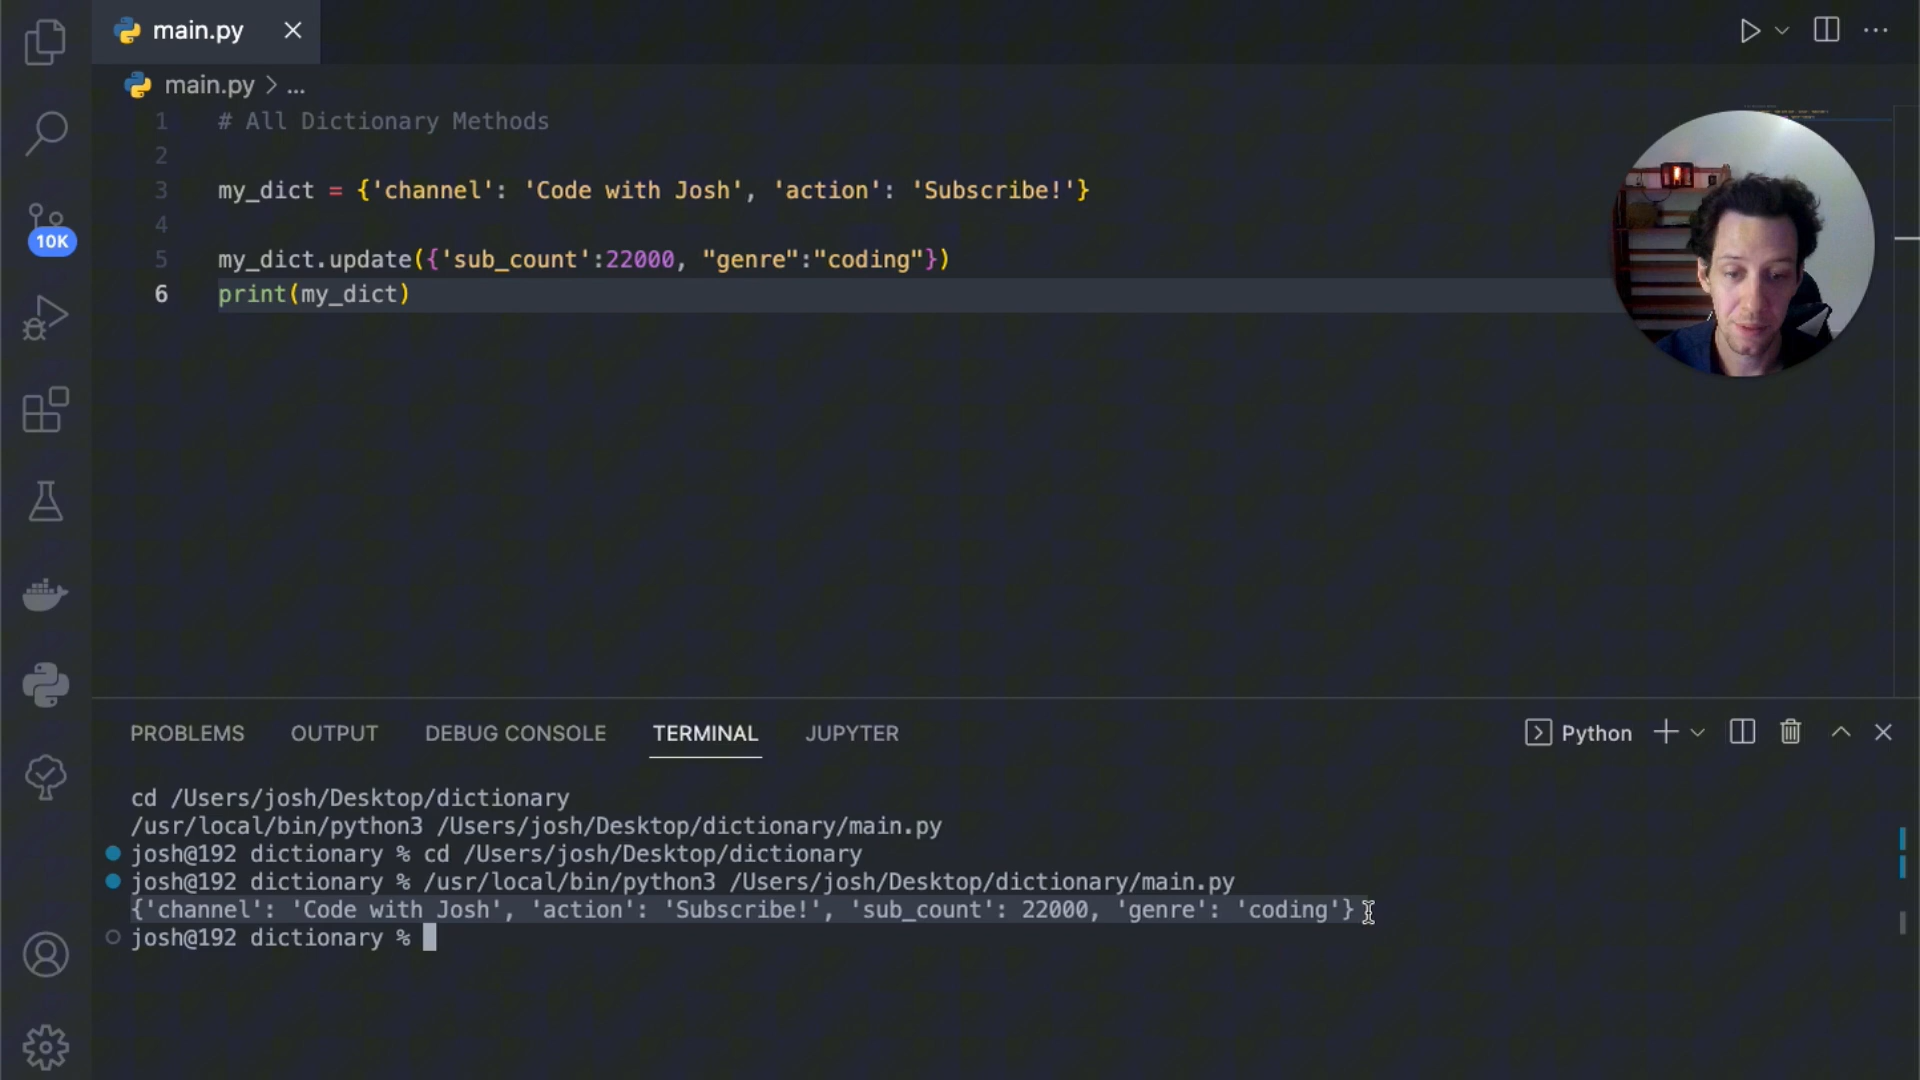 main.py
main.py > ...
1 # All Dictionary Methods
2
3 my_dict = {'channel': 'Code with Josh', 'action': 'Subscribe!'}
4
5 my_dict.update({'sub_count':22000, "genre":"coding"})
6 print(my_dict)
10K
PROBLEMS OUTPUT DEBUG CONSOLE TERMINAL JUPYTER Python
cd /Users/josh/Desktop/dictionary
/usr/local/bin/python3 /Users/josh/Desktop/dictionary/main.py
josh@192 dictionary % cd /Users/josh/Desktop/dictionary
josh@192 dictionary % /usr/local/bin/python3 /Users/josh/Desktop/dictionary/main.py
{'channel': 'Code with Josh', 'action': 'Subscribe!', 'sub_count': 22000, 'genre': 'coding'}
josh@192 dictionary %